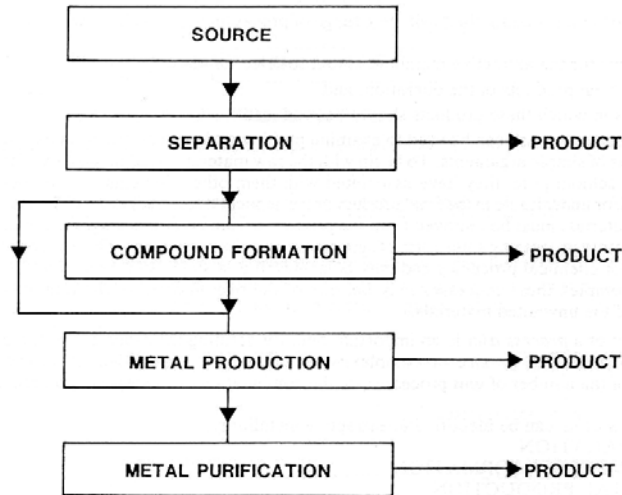 SOURCE
SEPARATION
PRODUCT
COMPOUND FORMATION
PRODUCT
METAL PRODUCTION
PRODUCT
METAL PURIFICATION
PRODUCT